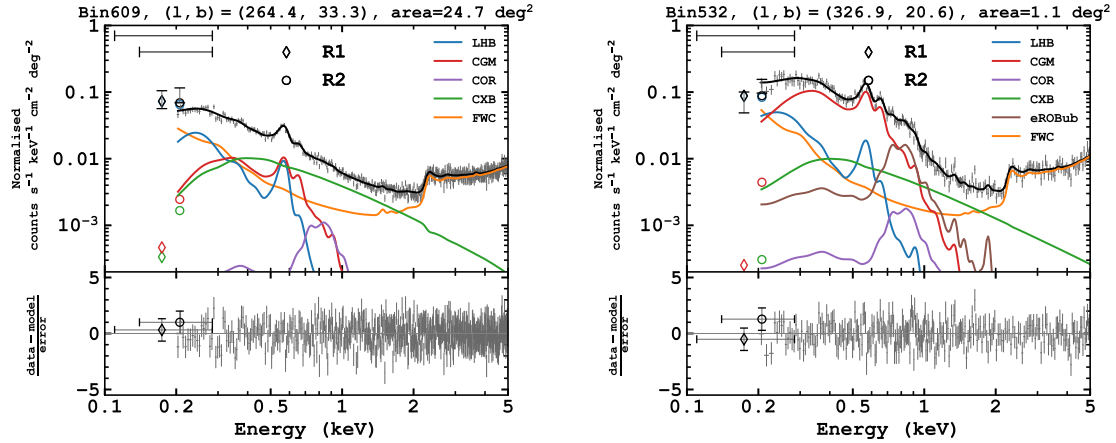 Bin609, (l,b)=(264.4, 33.3), area=24.7 deg²
1
0.1
0.01
10⁻³
Normalised
counts s⁻¹ keV⁻¹ cm⁻² deg⁻²
R1
R2
LHB
CGM
COR
CXB
FWC
5
0
−5
data−model
error
0.1
0.2
0.5
1
2
5
Energy (keV)
Bin532, (l,b)=(326.9, 20.6), area=1.1 deg²
1
0.1
0.01
10⁻³
Normalised
counts s⁻¹ keV⁻¹ cm⁻² deg⁻²
R1
R2
LHB
CGM
COR
CXB
eROBub
FWC
5
0
−5
data−model
error
0.1
0.2
0.5
1
2
5
Energy (keV)